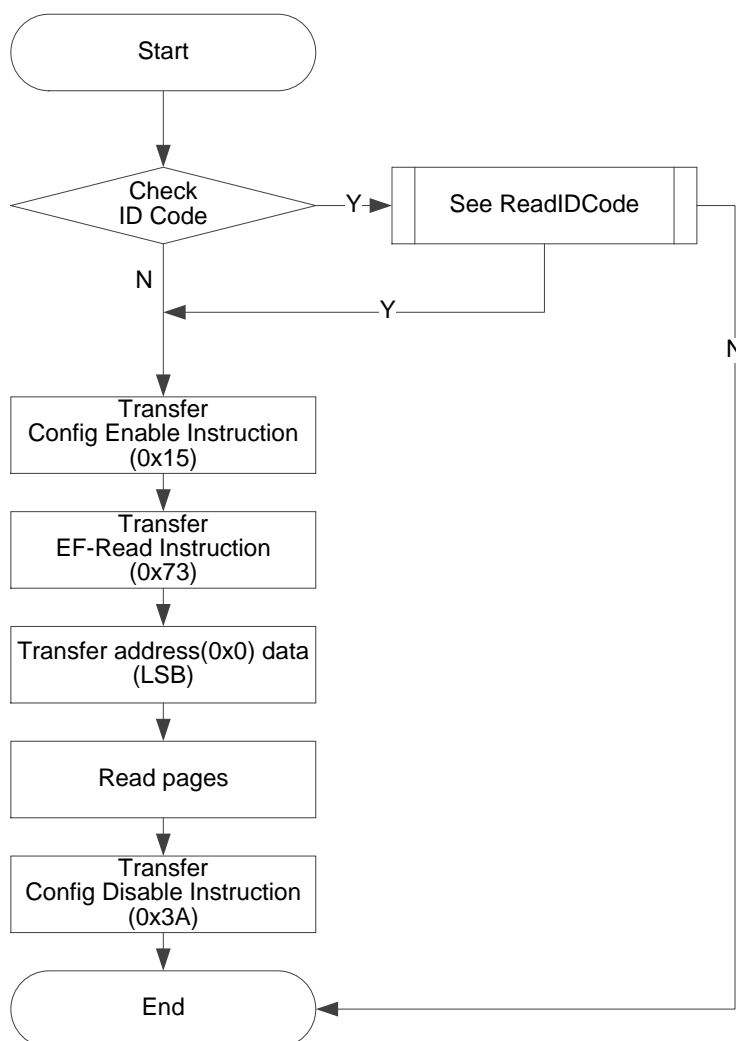 Start
Check
ID Code
Y
See ReadIDCode
N
Y
N
Transfer
Config Enable Instruction
(0x15)
Transfer
EF-Read Instruction
(0x73)
Transfer address(0x0) data
(LSB)
Read pages
Transfer
Config Disable Instruction
(0x3A)
End